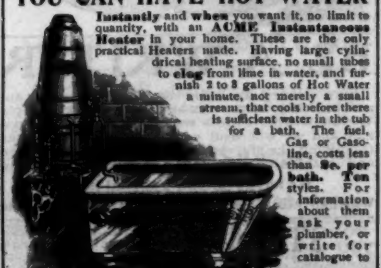 YOU CAN HAVE HOT WATER
Instantly and when you want it, no limit to
quantity, with an ACME Instantaneous
Heater in your home. These are the only
practical Heaters made. Having large cylin-
drical heating surface, no small tubes
to clog from lime in water, and fur-
nish 2 to 8 gallons of Hot Water
a minute, not merely a small
stream, that cools before there
is sufficient water in the tub
for a bath. The fuel,
Gas or Gaso-
line, costs less
than per
bath. Ten
styles. For
information
about them
ask your
plumber, or
write for
catalogue to